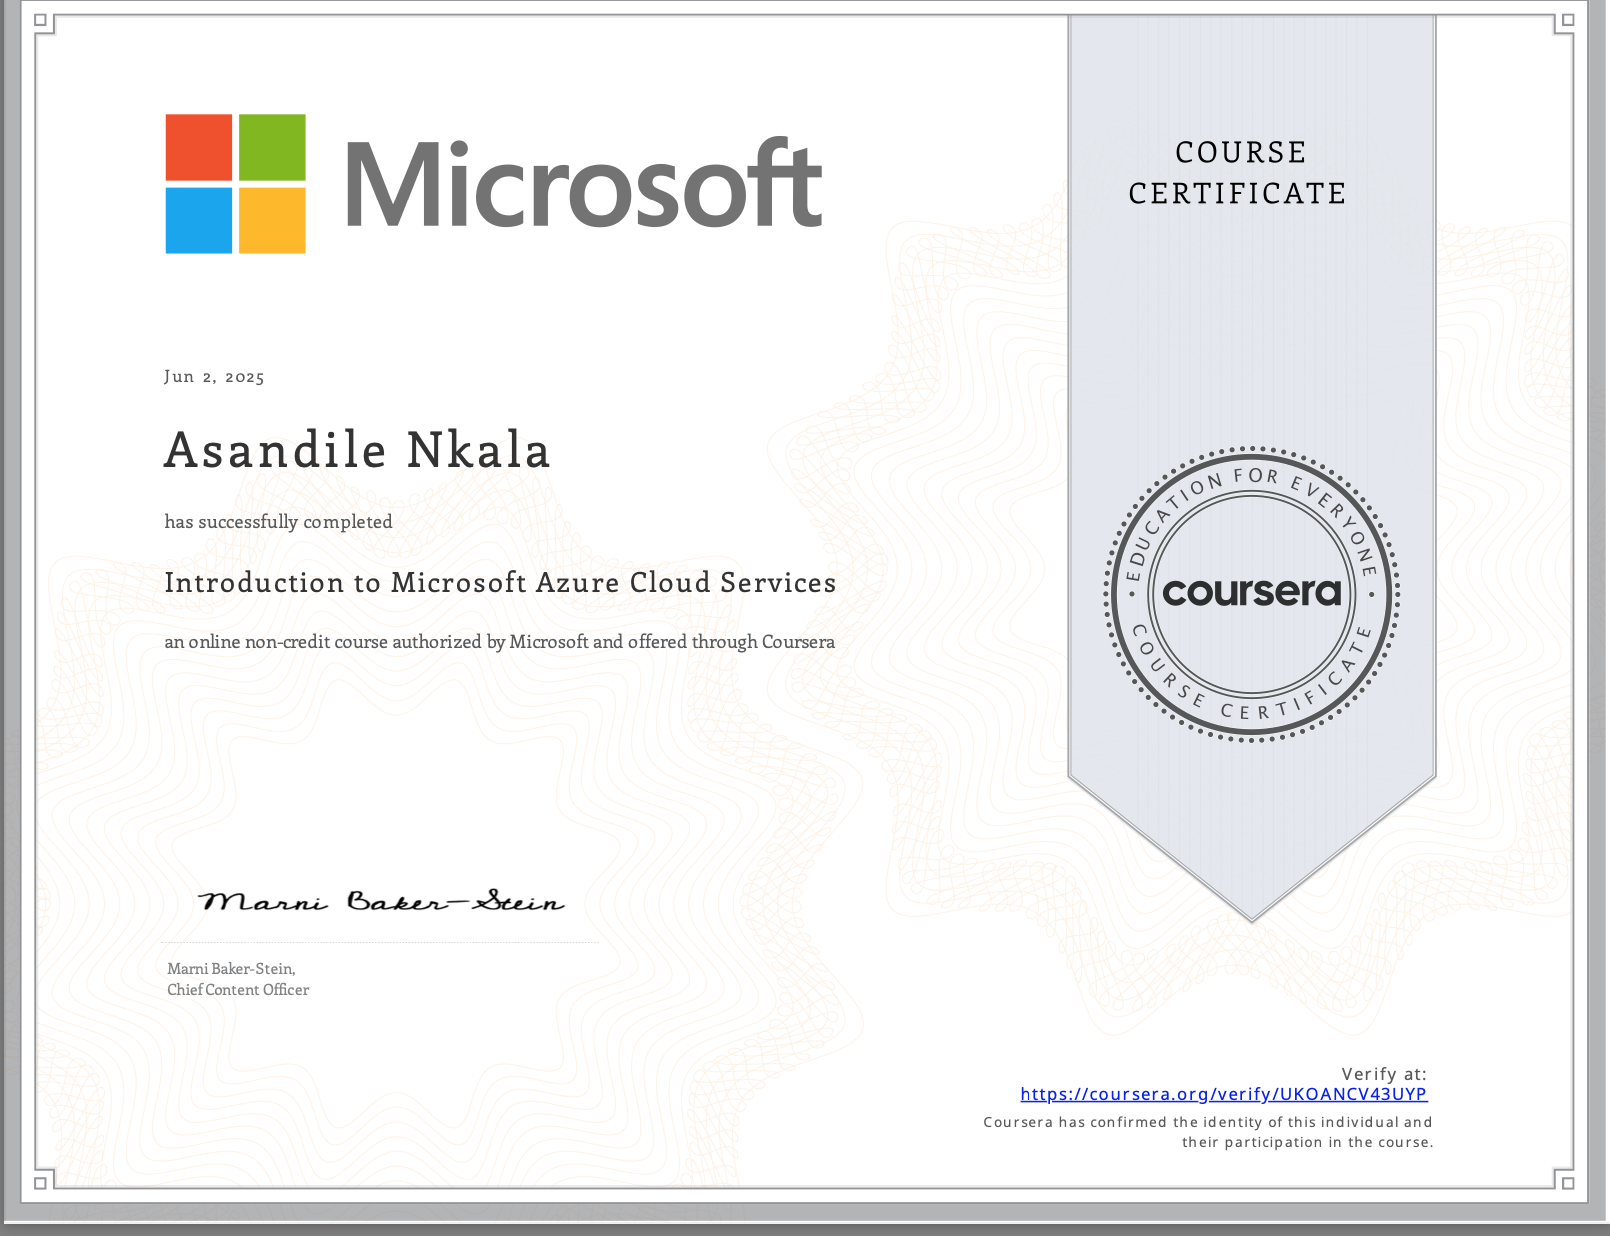 Microsoft
COURSE
CERTIFICATE
Jun 2, 2025
Asandile Nkala
has successfully completed
Introduction to Microsoft Azure Cloud Services
an online non-credit course authorized by Microsoft and offered through Coursera
EDUCATION FOR EVERYONE
coursera
COURSE CERTIFICATE
Marni Baker-Stein
Marni Baker-Stein,
Chief Content Officer
Verify at:
https://coursera.org/verify/UKOANCV43UYP
Coursera has confirmed the identity of this individual and
their participation in the course.